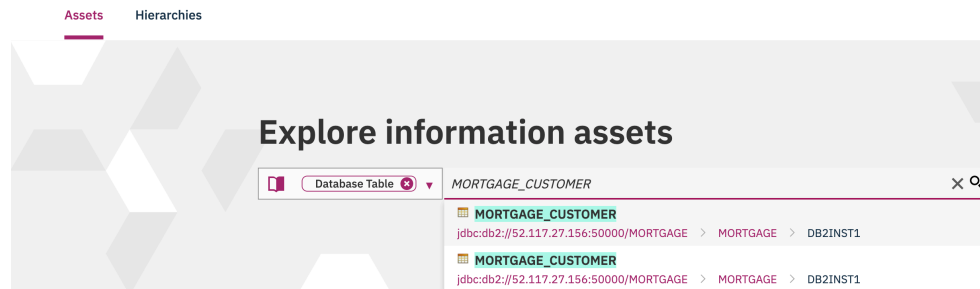 Assets Hierarchies
Explore information assets
Database Table MORTGAGE_CUSTOMER
MORTGAGE_CUSTOMER
jdbc:db2://52.117.27.156:50000/MORTGAGE > MORTGAGE > DB2INST1
MORTGAGE_CUSTOMER
jdbc:db2://52.117.27.156:50000/MORTGAGE > MORTGAGE > DB2INST1